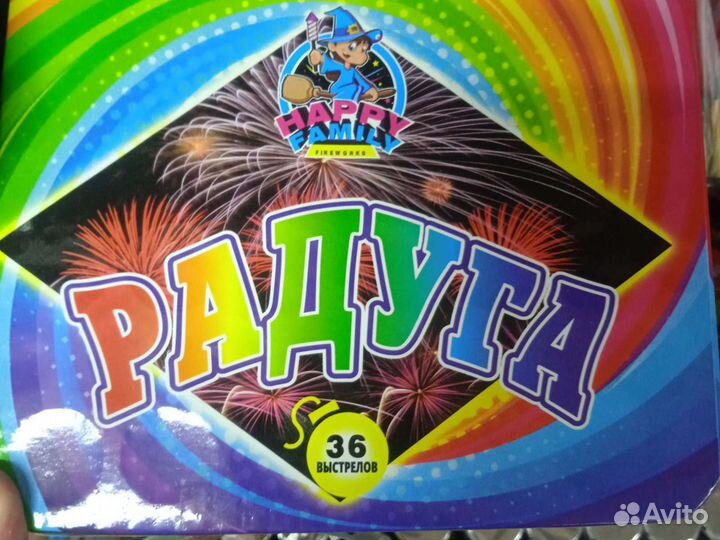 HAPPY
FAMILY
FIREWORKS
РАДУГА
36
ВЫСТРЕЛОВ
Avito